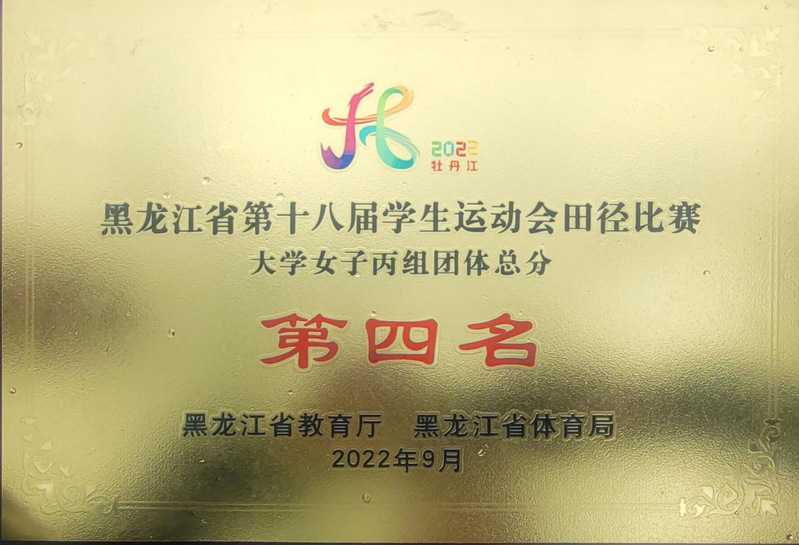 2022
牡丹江
黑龙江省第十八届学生运动会田径比赛
大学女子丙组团体总分
第四名
黑龙江省教育厅 黑龙江省体育局
2022年9月